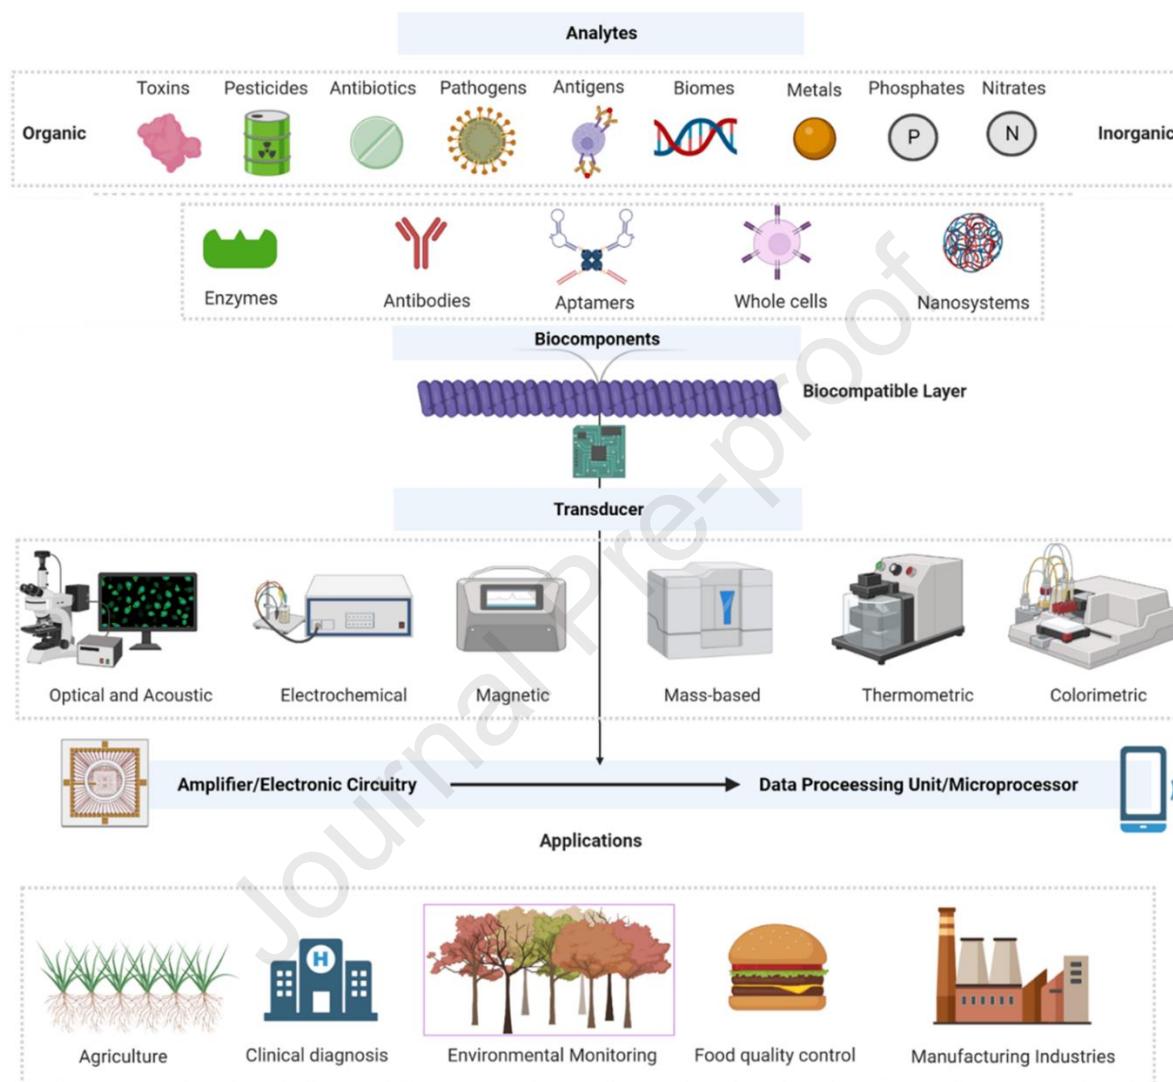 Analytes
Toxins Pesticides Antibiotics Pathogens Antigens Biomes Metals Phosphates Nitrates
Organic P N Inorganic
Enzymes Antibodies Aptamers Whole cells Nanosystems
Biocomponents
Biocompatible Layer
Transducer
Optical and Acoustic Electrochemical Magnetic Mass-based Thermometric Colorimetric
Amplifier/Electronic Circuitry Data Proceessing Unit/Microprocessor
Applications
H
Agriculture Clinical diagnosis Environmental Monitoring Food quality control Manufacturing Industries
Journal Pre-proof